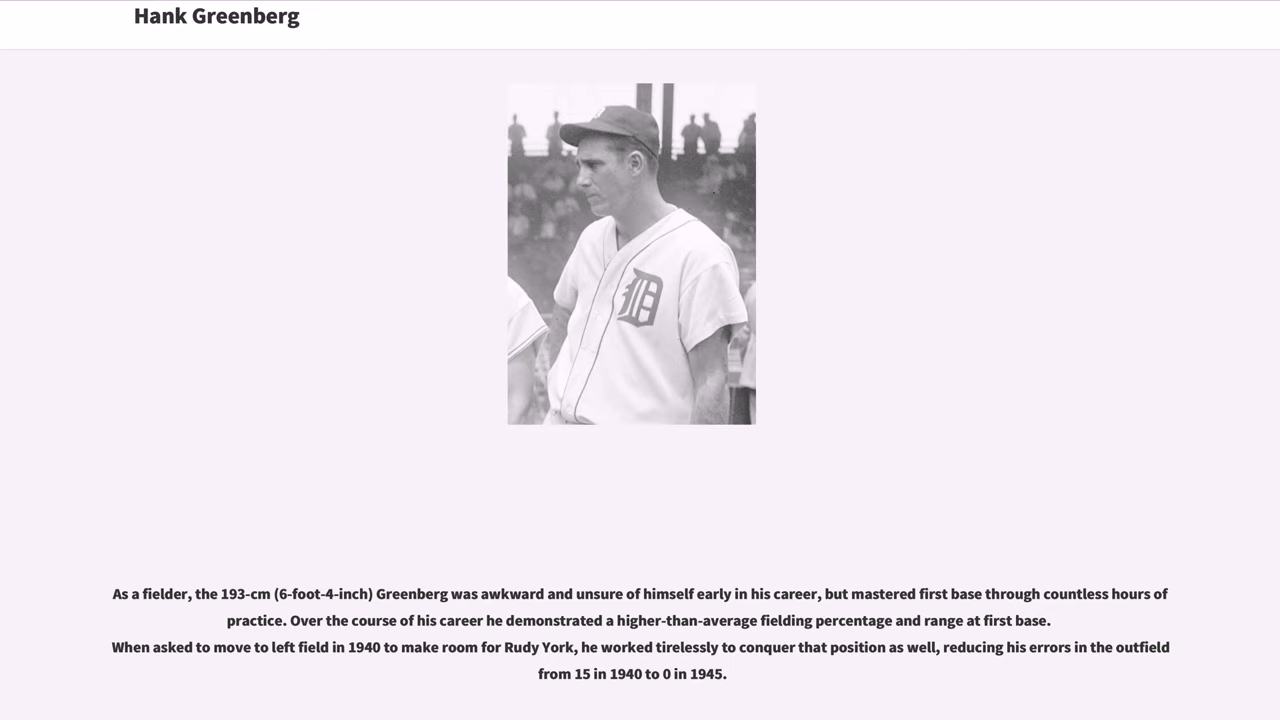 Hank Greenberg
D
As a fielder, the 193-cm (6-foot-4-inch) Greenberg was awkward and unsure of himself early in his career, but mastered first base through countless hours of
practice. Over the course of his career he demonstrated a higher-than-average fielding percentage and range at first base.
When asked to move to left field in 1940 to make room for Rudy York, he worked tirelessly to conquer that position as well, reducing his errors in the outfield
from 15 in 1940 to 0 in 1945.